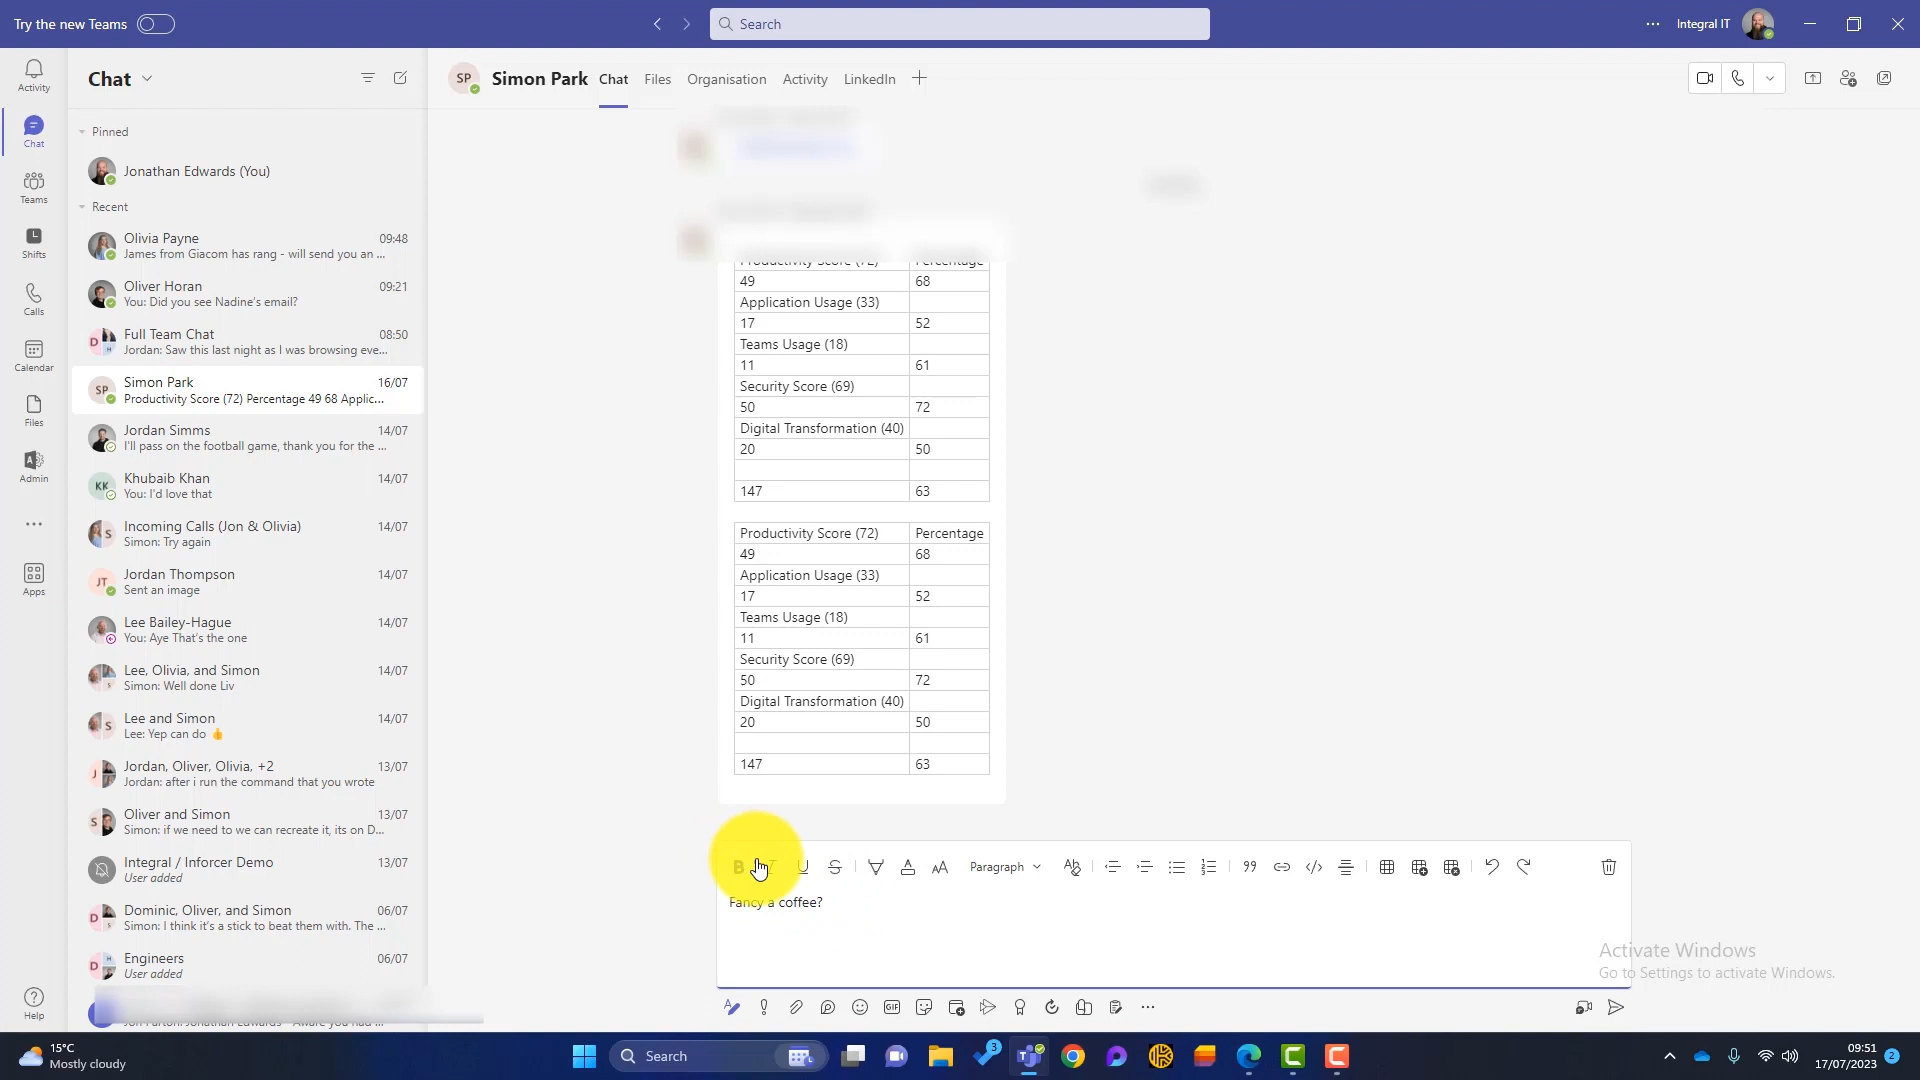 Try the new Teams
Search
Integral IT
Activity
Chat
Teams
Shifts
Calls
Calendar
Files
Admin
Apps
Help
Chat
Pinned
Jonathan Edwards (You)
Recent
Olivia Payne 09:48
James from Giacom has rang - will send you an ...
Oliver Horan 09:21
You: Did you see Nadine's email?
Full Team Chat 08:50
Jordan: Saw this last night as I was browsing eve...
SP Simon Park 16/07
Productivity Score (72) Percentage 49 68 Applic...
Jordan Simms 14/07
I'll pass on the football game, thank you for the ...
KK Khubaib Khan 14/07
You: I'd love that
Incoming Calls (Jon & Olivia) 14/07
Simon: Try again
JT Jordan Thompson 14/07
Sent an image
Lee Bailey-Hague 14/07
You: Aye That's the one
Lee, Olivia, and Simon 14/07
Simon: Well done Liv
Lee and Simon 14/07
Lee: Yep can do 👍
Jordan, Oliver, Olivia, +2 13/07
Jordan: after i run the command that you wrote
Oliver and Simon 13/07
Simon: if we need to we can recreate it, its on D...
Integral / Inforcer Demo 13/07
User added
Dominic, Oliver, and Simon 06/07
Simon: I think it's a stick to beat them with. The ...
Engineers 06/07
User added
SP Simon Park Chat Files Organisation Activity LinkedIn
Productivity Score (72) Percentage
49 68
Application Usage (33)
17 52
Teams Usage (18)
11 61
Security Score (69)
50 72
Digital Transformation (40)
20 50
147 63
Productivity Score (72) Percentage
49 68
Application Usage (33)
17 52
Teams Usage (18)
11 61
Security Score (69)
50 72
Digital Transformation (40)
20 50
147 63
Paragraph
Fancy a coffee?
GIF
Activate Windows
Go to Settings to activate Windows.
15°C
Mostly cloudy
Search
3
09:51
17/07/2023
2